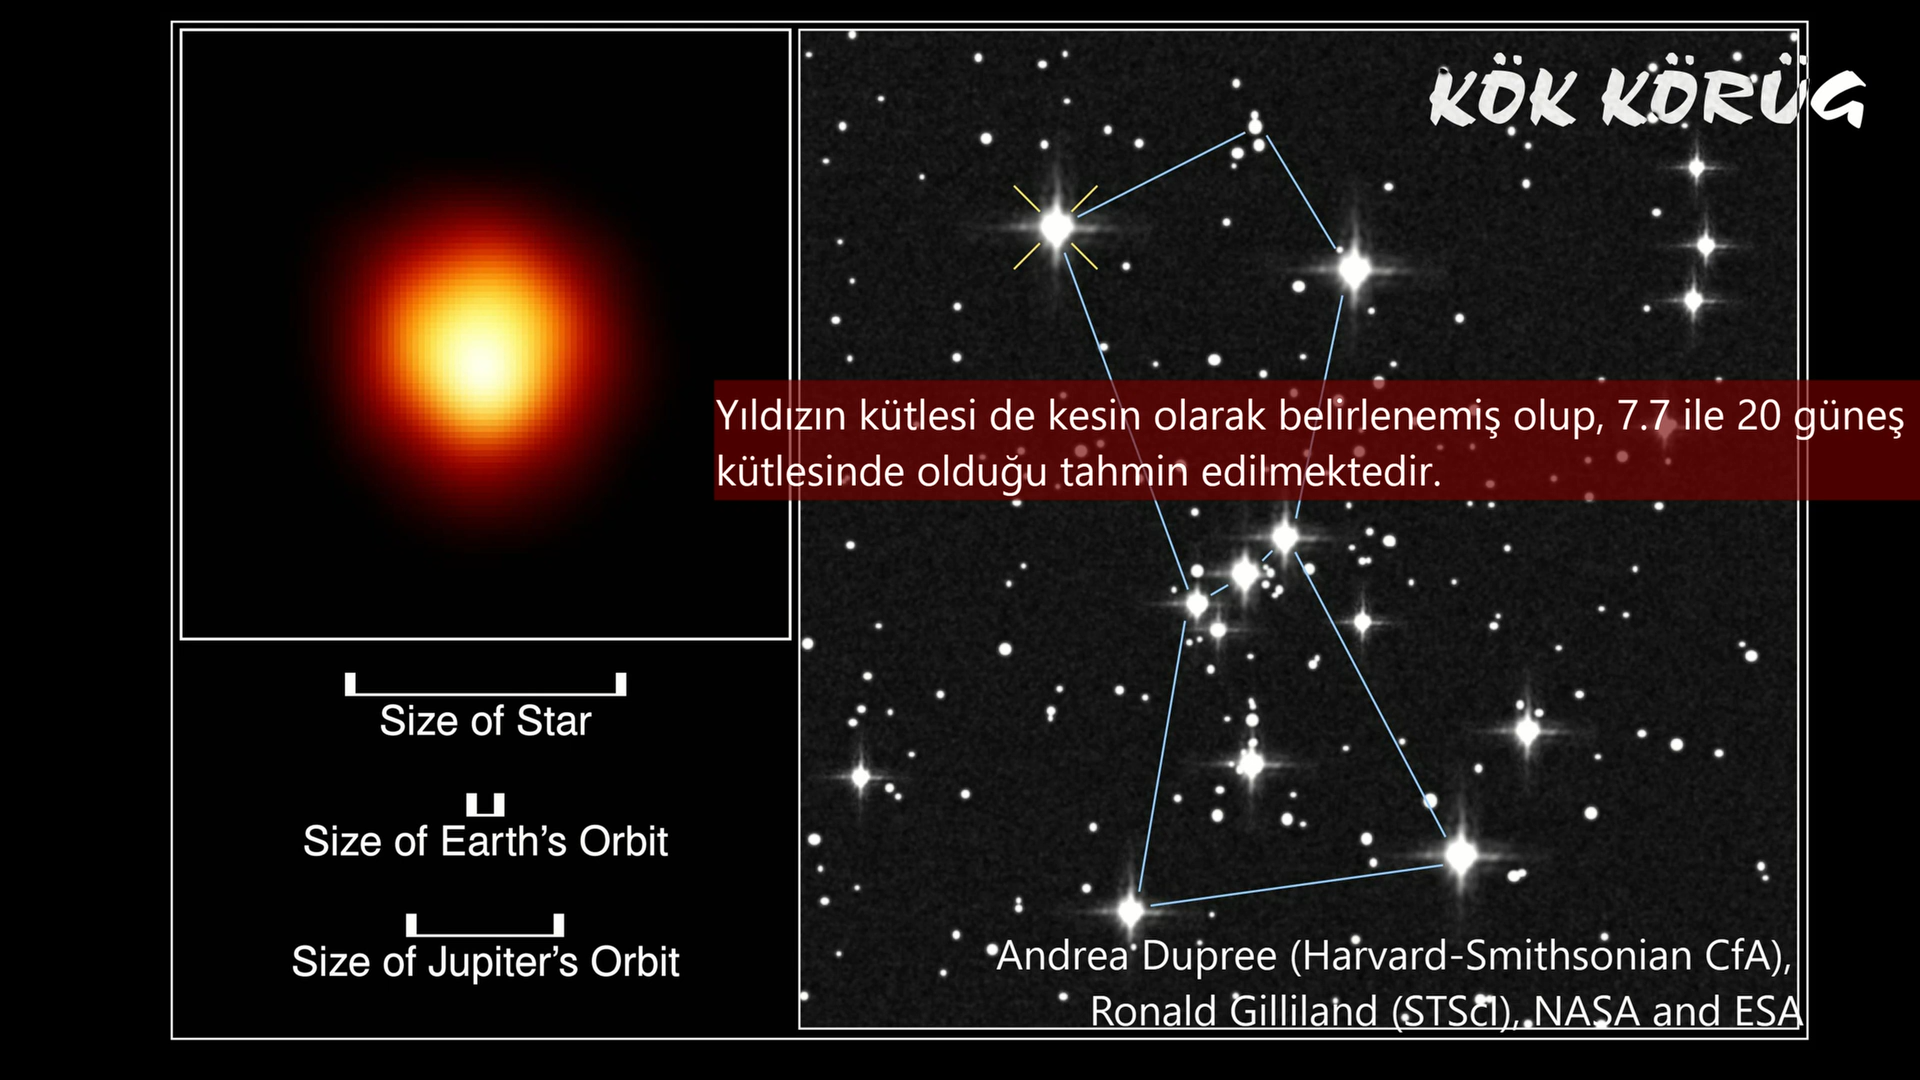 KÖK KÖRÜG
Yıldızın kütlesi de kesin olarak belirlenemiş olup, 7.7 ile 20 güneş
kütlesinde olduğu tahmin edilmektedir.
Size of Star
Size of Earth's Orbit
Size of Jupiter's Orbit
Andrea Dupree (Harvard-Smithsonian CfA),
Ronald Gilliland (STScI), NASA and ESA